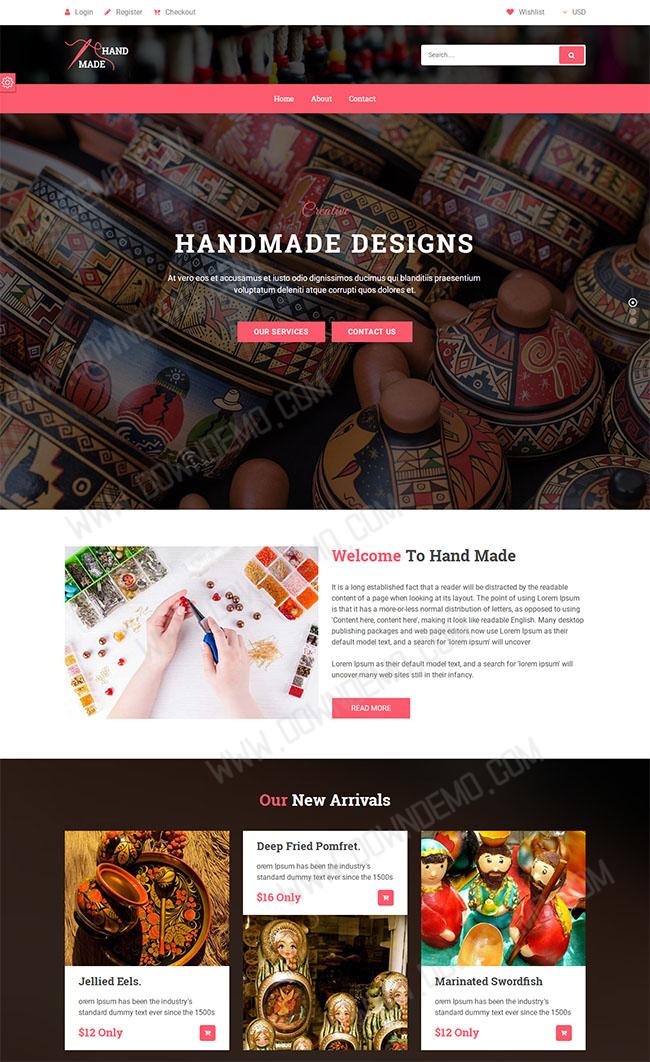 Login Register Checkout Wishlist USD
HAND
MADE
Search....
Home About Contact
Creative
HANDMADE DESIGNS
At vero eos et accusamus et iusto odio dignissimos ducimus qui blanditiis praesentium
voluptatum deleniti atque corrupti quos dolores et.
OUR SERVICES CONTACT US
Welcome To Hand Made
It is a long established fact that a reader will be distracted by the readable
content of a page when looking at its layout. The point of using Lorem Ipsum
is that it has a more-or-less normal distribution of letters, as opposed to using
'Content here, content here', making it look like readable English. Many desktop
publishing packages and web page editors now use Lorem Ipsum as their
default model text, and a search for 'lorem ipsum' will uncover
Lorem Ipsum as their default model text, and a search for 'lorem ipsum' will
uncover many web sites still in their infancy.
READ MORE
Our New Arrivals
Jellied Eels.
orem Ipsum has been the industry's
standard dummy text ever since the 1500s
$12 Only
Deep Fried Pomfret.
orem Ipsum has been the industry's
standard dummy text ever since the 1500s
$16 Only
Marinated Swordfish
orem Ipsum has been the industry's
standard dummy text ever since the 1500s
$12 Only
WWW.DOWNDEMO.COM
WWW.DOWNDEMO.COM
WWW.DOWNDEMO.COM
WWW.DOWNDEMO.COM